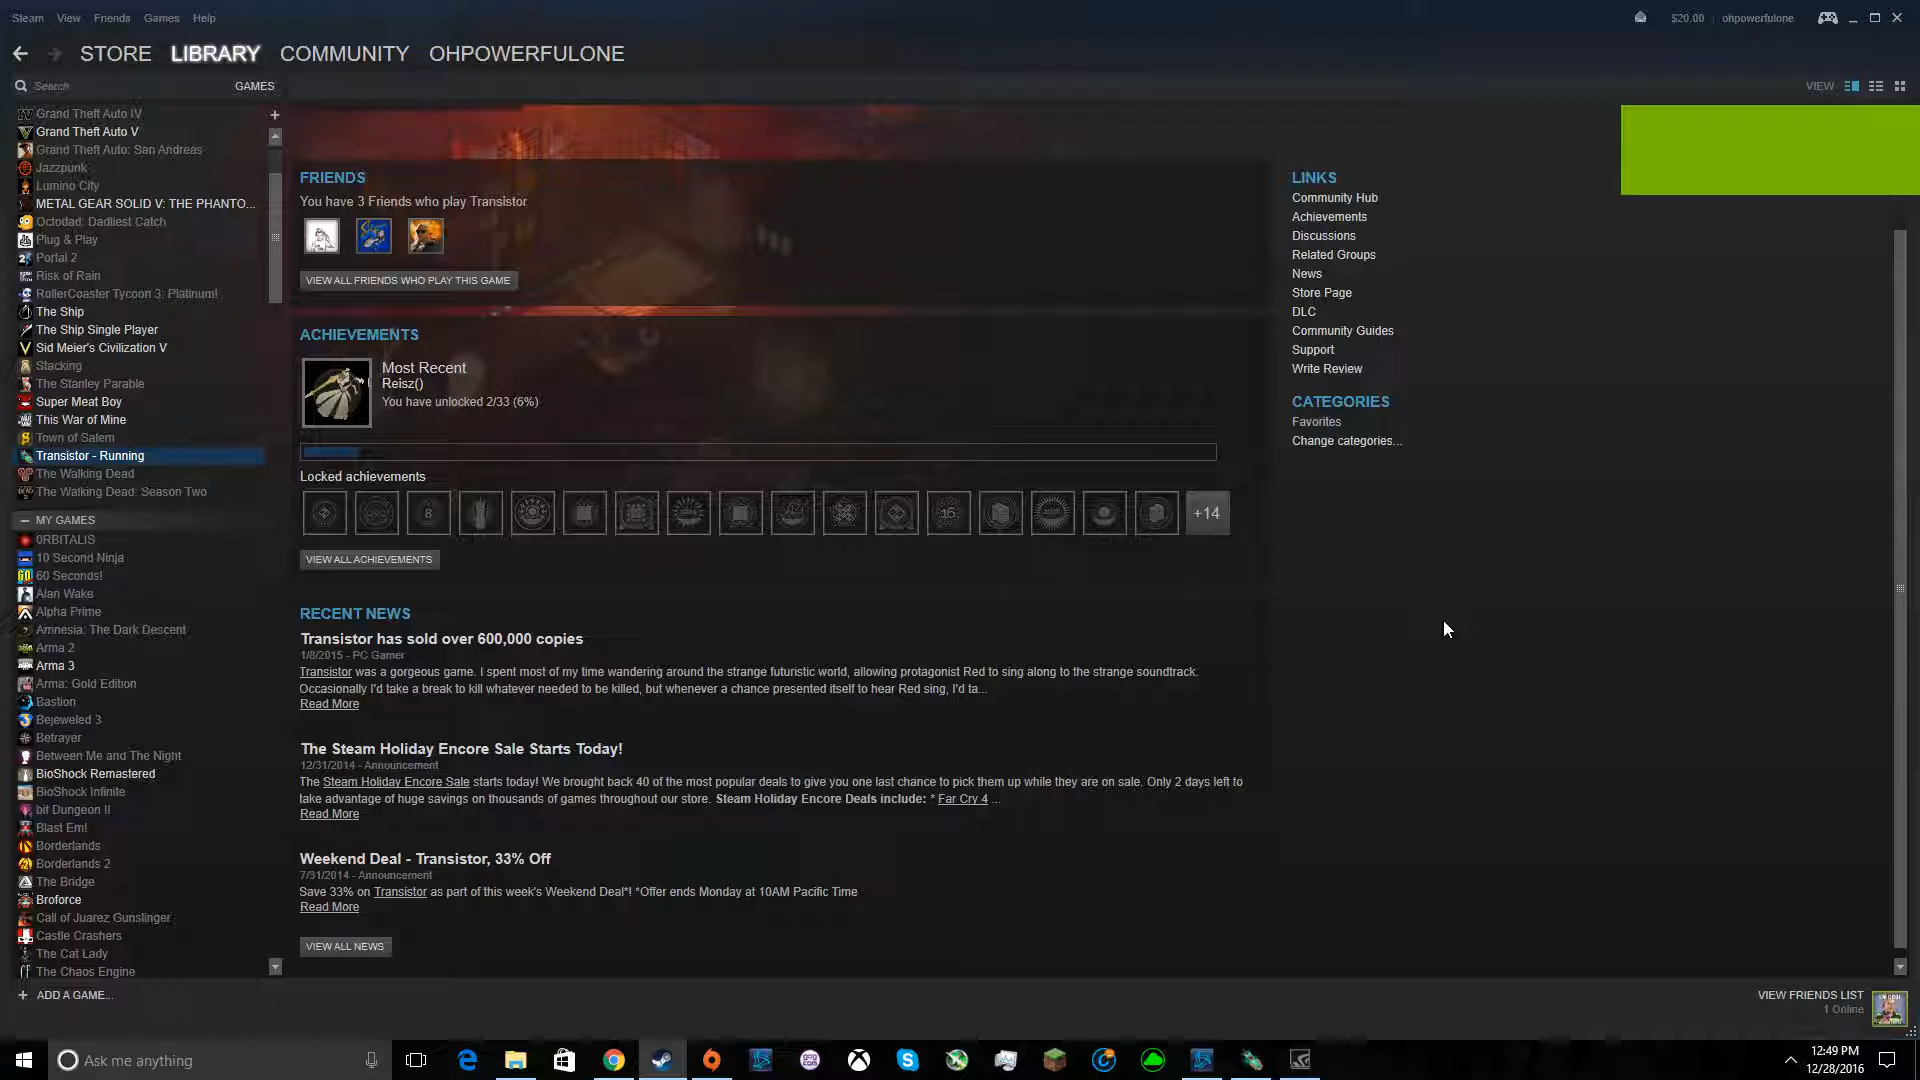 Steam View Friends Games Help
$20.00 ohpowerfulone
STORE LIBRARY COMMUNITY OHPOWERFULONE
Search GAMES
VIEW
Grand Theft Auto IV
Grand Theft Auto V
Grand Theft Auto: San Andreas
Jazzpunk
Lumino City
METAL GEAR SOLID V: THE PHANTO...
Octodad: Dadliest Catch
Plug & Play
Portal 2
Risk of Rain
RollerCoaster Tycoon 3: Platinum!
The Ship
The Ship Single Player
Sid Meier's Civilization V
Stacking
The Stanley Parable
Super Meat Boy
This War of Mine
Town of Salem
Transistor - Running
The Walking Dead
The Walking Dead: Season Two
MY GAMES
0RBITALIS
10 Second Ninja
60 Seconds!
Alan Wake
Alpha Prime
Amnesia: The Dark Descent
Arma 2
Arma 3
Arma: Gold Edition
Bastion
Bejeweled 3
Betrayer
Between Me and The Night
BioShock Remastered
BioShock Infinite
bit Dungeon II
Blast Em!
Borderlands
Borderlands 2
The Bridge
Broforce
Call of Juarez Gunslinger
Castle Crashers
The Cat Lady
The Chaos Engine
ADD A GAME...
FRIENDS
You have 3 Friends who play Transistor
VIEW ALL FRIENDS WHO PLAY THIS GAME
ACHIEVEMENTS
Most Recent
Reisz()
You have unlocked 2/33 (6%)
Locked achievements
8
16
+14
VIEW ALL ACHIEVEMENTS
RECENT NEWS
Transistor has sold over 600,000 copies
1/8/2015 - PC Gamer
Transistor was a gorgeous game. I spent most of my time wandering around the strange futuristic world, allowing protagonist Red to sing along to the strange soundtrack.
Occasionally I'd take a break to kill whatever needed to be killed, but whenever a chance presented itself to hear Red sing, I'd ta...
Read More
The Steam Holiday Encore Sale Starts Today!
12/31/2014 - Announcement
The Steam Holiday Encore Sale starts today! We brought back 40 of the most popular deals to give you one last chance to pick them up while they are on sale. Only 2 days left to
take advantage of huge savings on thousands of games throughout our store. Steam Holiday Encore Deals include: * Far Cry 4 ...
Read More
Weekend Deal - Transistor, 33% Off
7/31/2014 - Announcement
Save 33% on Transistor as part of this week's Weekend Deal*! *Offer ends Monday at 10AM Pacific Time
Read More
VIEW ALL NEWS
LINKS
Community Hub
Achievements
Discussions
Related Groups
News
Store Page
DLC
Community Guides
Support
Write Review
CATEGORIES
Favorites
Change categories...
VIEW FRIENDS LIST
1 Online
Ask me anything
12:49 PM
12/28/2016